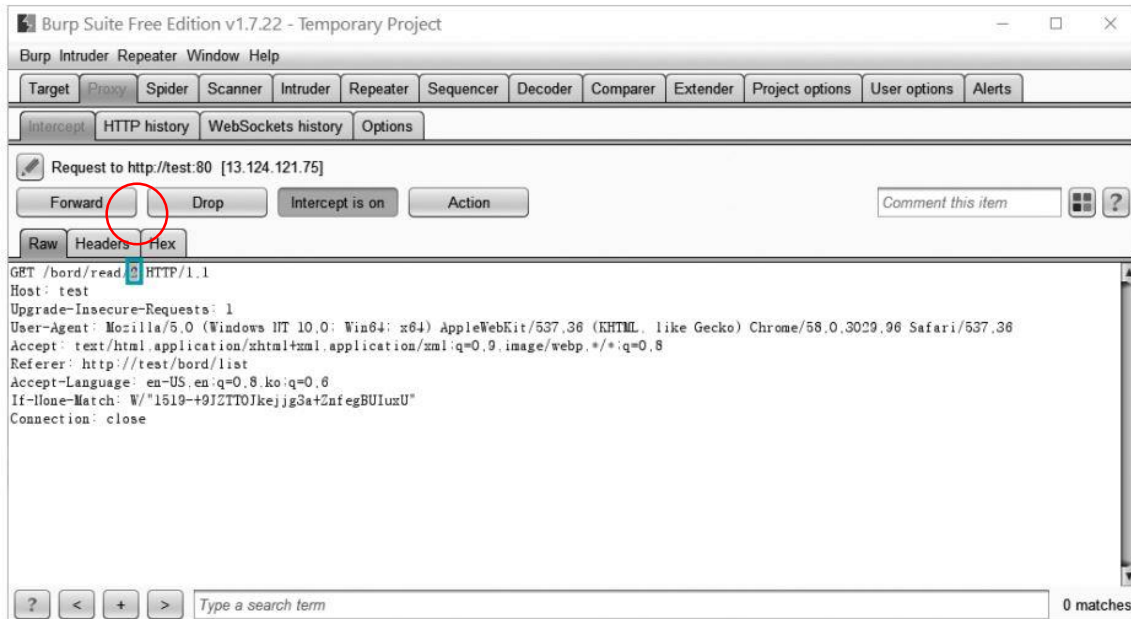 Burp Suite Free Edition v1.7.22 - Temporary Project
Burp Intruder Repeater Window Help
Target Proxy Spider Scanner Intruder Repeater Sequencer Decoder Comparer Extender Project options User options Alerts
Intercept HTTP history WebSockets history Options
Request to http://test:80 [13.124.121.75]
Forward Drop Intercept is on Action Comment this item ?
Raw Headers Hex
GET /bord/read/2 HTTP/1.1
Host: test
Upgrade-Insecure-Requests: 1
User-Agent: Mozilla/5.0 (Windows NT 10.0; Win64; x64) AppleWebKit/537.36 (KHTML, like Gecko) Chrome/58.0.3029.96 Safari/537.36
Accept: text/html,application/xhtml+xml,application/xml;q=0.9,image/webp,*/*;q=0.8
Referer: http://test/bord/list
Accept-Language: en-US,en;q=0.8,ko;q=0.6
If-None-Match: W/"1519-+9JZTTOJkejjg3a+ZnfegBUIuxU"
Connection: close
? < + > Type a search term 0 matches